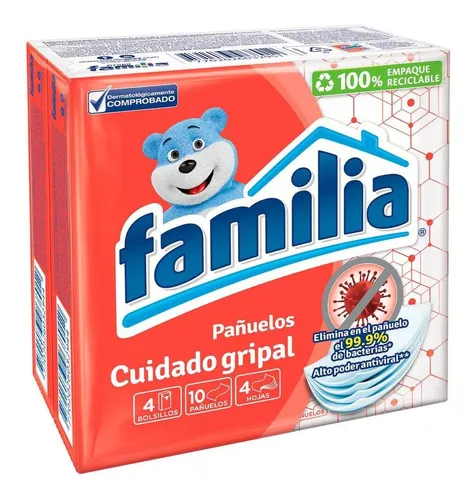 Dermatológicamente
COMPROBADO
100% EMPAQUE
RECICLABLE
familia
®
Pañuelos
Cuidado gripal
4
BOLSILLOS
10
PAÑUELOS
4
HOJAS
Elimina en el pañuelo
el 99.9%
de bacterias*
Alto poder antiviral**